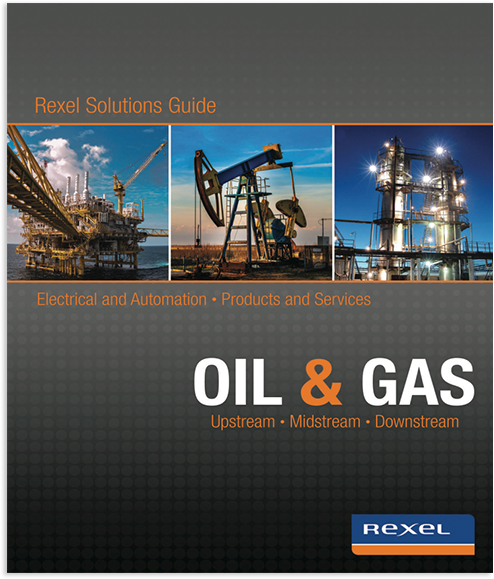 Rexel Solutions Guide
Electrical and Automation • Products and Services
OIL & GAS
Upstream • Midstream • Downstream
REXEL